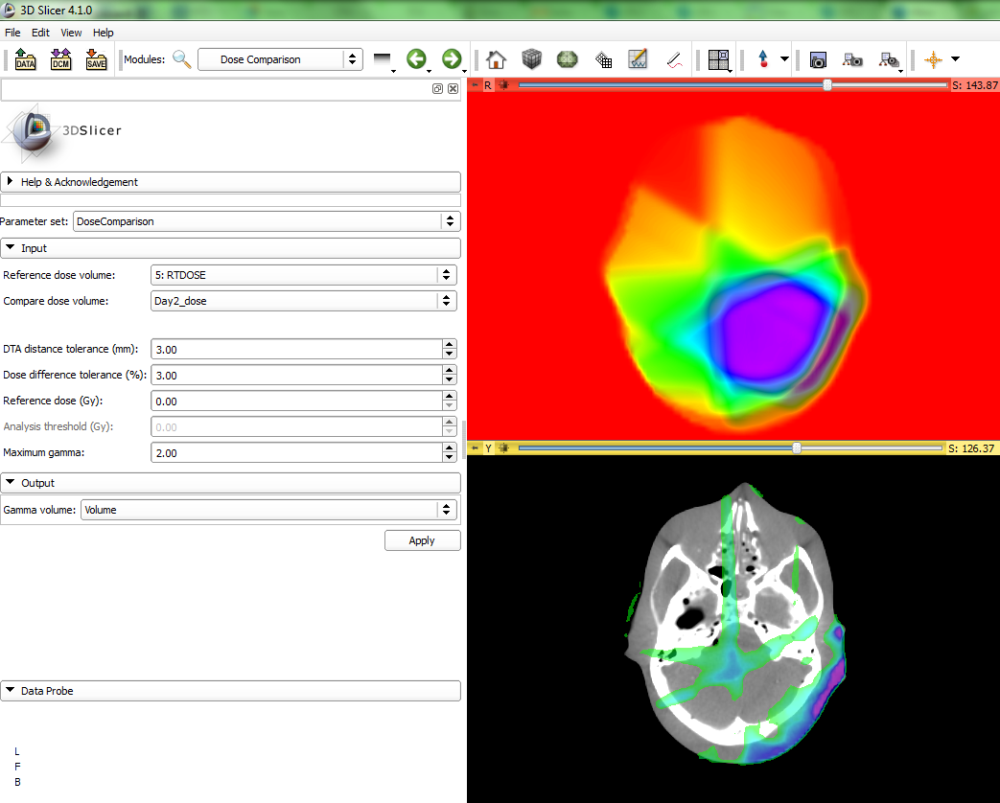 3D Slicer 4.1.0
File Edit View Help
DATA DCM SAVE Modules: Dose Comparison
R S: 143.87
3DSlicer
Help & Acknowledgement
Parameter set: DoseComparison
Input
Reference dose volume: 5: RTDOSE
Compare dose volume: Day2_dose
DTA distance tolerance (mm): 3.00
Dose difference tolerance (%): 3.00
Reference dose (Gy): 0.00
Analysis threshold (Gy): 0.00
Maximum gamma: 2.00
Y S: 126.37
Output
Gamma volume: Volume
Apply
Data Probe
L
F
B